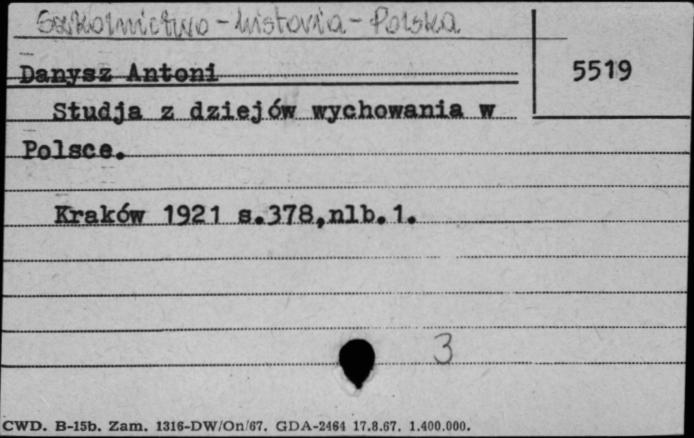 Szkolnictwo - historia - Polska
Danysz Antoni
5519
Studja z dziejów wychowania w
Polsce.
Kraków 1921 s.378,nlb.1.
3
CWD. B-15b. Zam. 1316-DW/On/67. GDA-2464 17.8.67. 1.400.000.